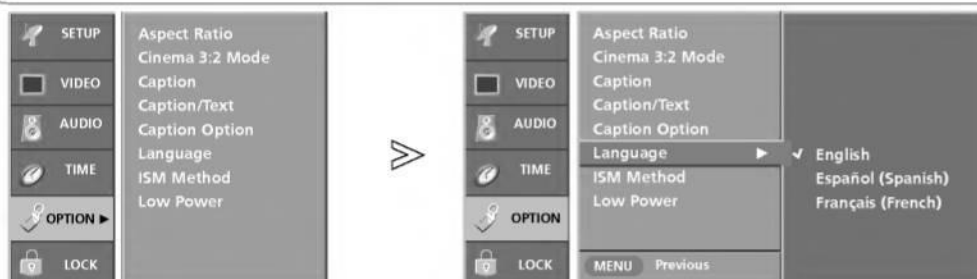 SETUP
VIDEO
AUDIO
TIME
OPTION ►
LOCK
Aspect Ratio
Cinema 3:2 Mode
Caption
Caption/Text
Caption Option
Language
ISM Method
Low Power
SETUP
VIDEO
AUDIO
TIME
OPTION
LOCK
Aspect Ratio
Cinema 3:2 Mode
Caption
Caption/Text
Caption Option
Language ►
ISM Method
Low Power
MENU Previous
✓ English
Español (Spanish)
Français (French)